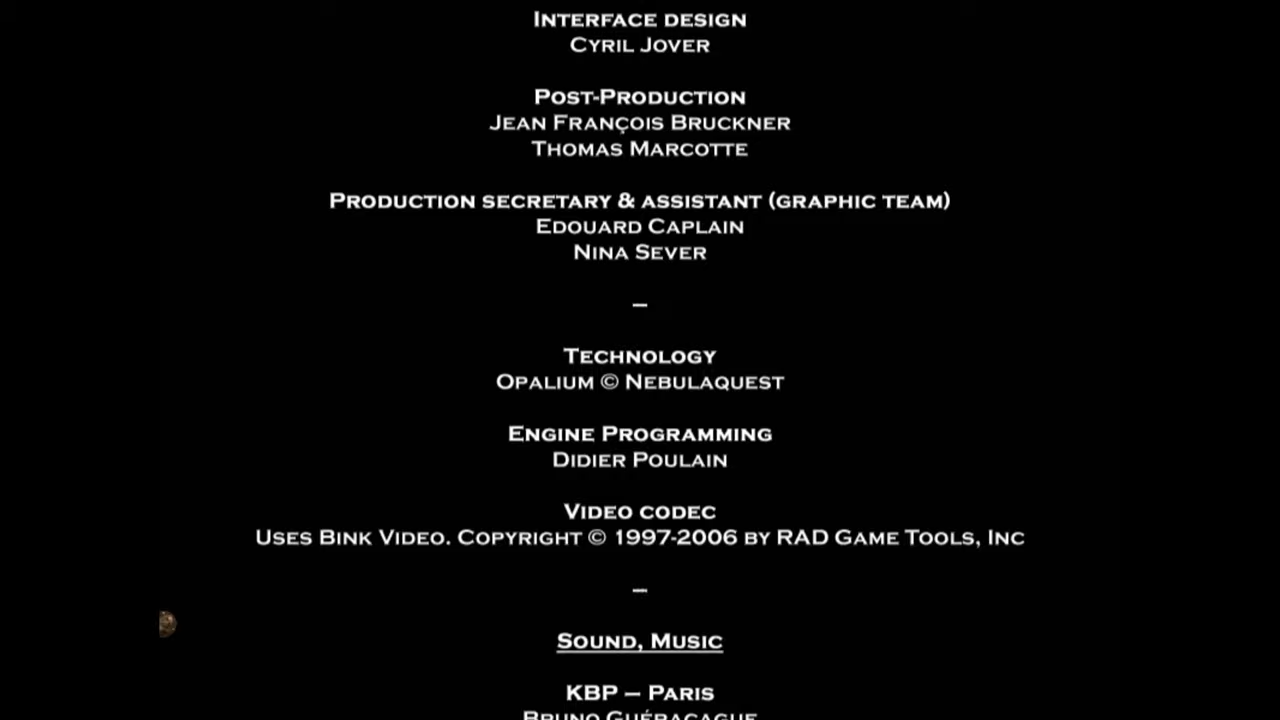 Interface design
Cyril Jover
Post-Production
Jean François Bruckner
Thomas Marcotte
Production secretary & assistant (graphic team)
Edouard Caplain
Nina Sever
–
Technology
Opalium © Nebulaquest
Engine Programming
Didier Poulain
Video codec
Uses Bink Video. Copyright © 1997-2006 by RAD Game Tools, Inc
–
Sound, Music
KBP – Paris
Bruno